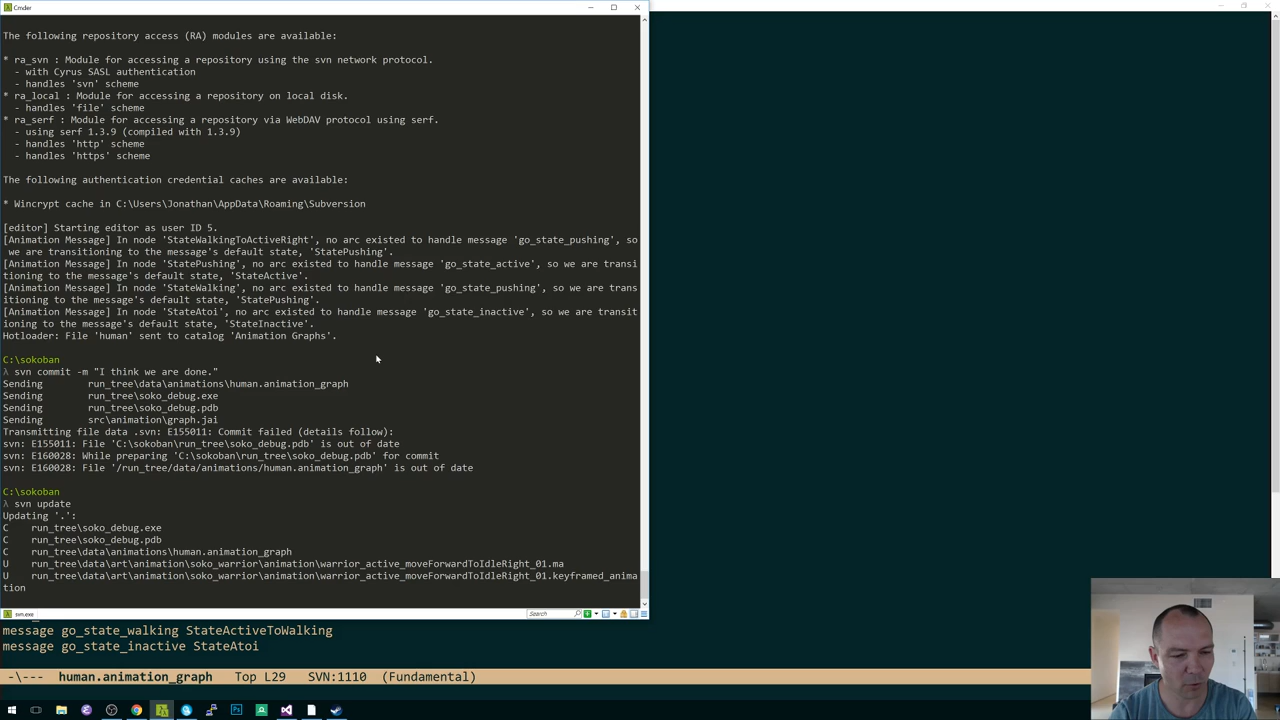 Cmder
The following repository access (RA) modules are available:
* ra_svn : Module for accessing a repository using the svn network protocol.
- with Cyrus SASL authentication
- handles 'svn' scheme
* ra_local : Module for accessing a repository on local disk.
- handles 'file' scheme
* ra_serf : Module for accessing a repository via WebDAV protocol using serf.
- using serf 1.3.9 (compiled with 1.3.9)
- handles 'http' scheme
- handles 'https' scheme
The following authentication credential caches are available:
* Wincrypt cache in C:\Users\Jonathan\AppData\Roaming\Subversion
[editor] Starting editor as user ID 5.
[Animation Message] In node 'StateWalkingToActiveRight', no arc existed to handle message 'go_state_pushing', so
we are transitioning to the message's default state, 'StatePushing'.
[Animation Message] In node 'StatePushing', no arc existed to handle message 'go_state_active', so we are transi
tioning to the message's default state, 'StateActive'.
[Animation Message] In node 'StateWalking', no arc existed to handle message 'go_state_pushing', so we are trans
itioning to the message's default state, 'StatePushing'.
[Animation Message] In node 'StateAtoi', no arc existed to handle message 'go_state_inactive', so we are transit
ioning to the message's default state, 'StateInactive'.
Hotloader: File 'human' sent to catalog 'Animation Graphs'.
C:\sokoban
λ svn commit -m "I think we are done."
Sending run_tree\data\animations\human.animation_graph
Sending run_tree\soko_debug.exe
Sending run_tree\soko_debug.pdb
Sending src\animation\graph.jai
Transmitting file data .svn: E155011: Commit failed (details follow):
svn: E155011: File 'C:\sokoban\run_tree\soko_debug.pdb' is out of date
svn: E160028: While preparing 'C:\sokoban\run_tree\soko_debug.pdb' for commit
svn: E160028: File '/run_tree/data/animations/human.animation_graph' is out of date
C:\sokoban
λ svn update
Updating '.':
C run_tree\soko_debug.exe
C run_tree\soko_debug.pdb
C run_tree\data\animations\human.animation_graph
U run_tree\data\art\animation\soko_warrior\animation\warrior_active_moveForwardToIdleRight_01.ma
U run_tree\data\art\animation\soko_warrior\animation\warrior_active_moveForwardToIdleRight_01.keyframed_anima
tion
svn.exe Search
message go_state_walking StateActiveToWalking
message go_state_inactive StateAtoi
-\--- human.animation_graph Top L29 SVN:1110 (Fundamental)